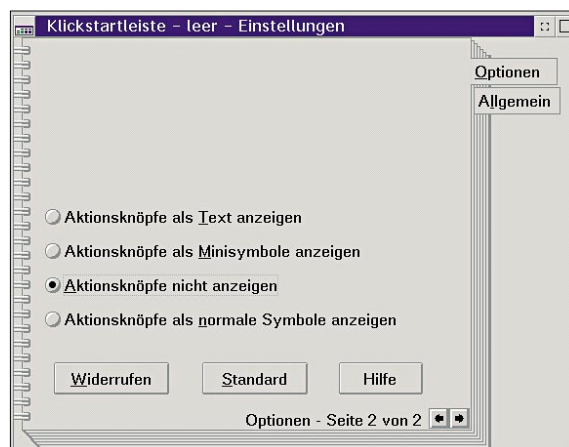 Klickstartleiste - leer - Einstellungen
Optionen
Allgemein
Aktionsknöpfe als Text anzeigen
Aktionsknöpfe als Minisymbole anzeigen
Aktionsknöpfe nicht anzeigen
Aktionsknöpfe als normale Symbole anzeigen
Widerrufen Standard Hilfe
Optionen - Seite 2 von 2